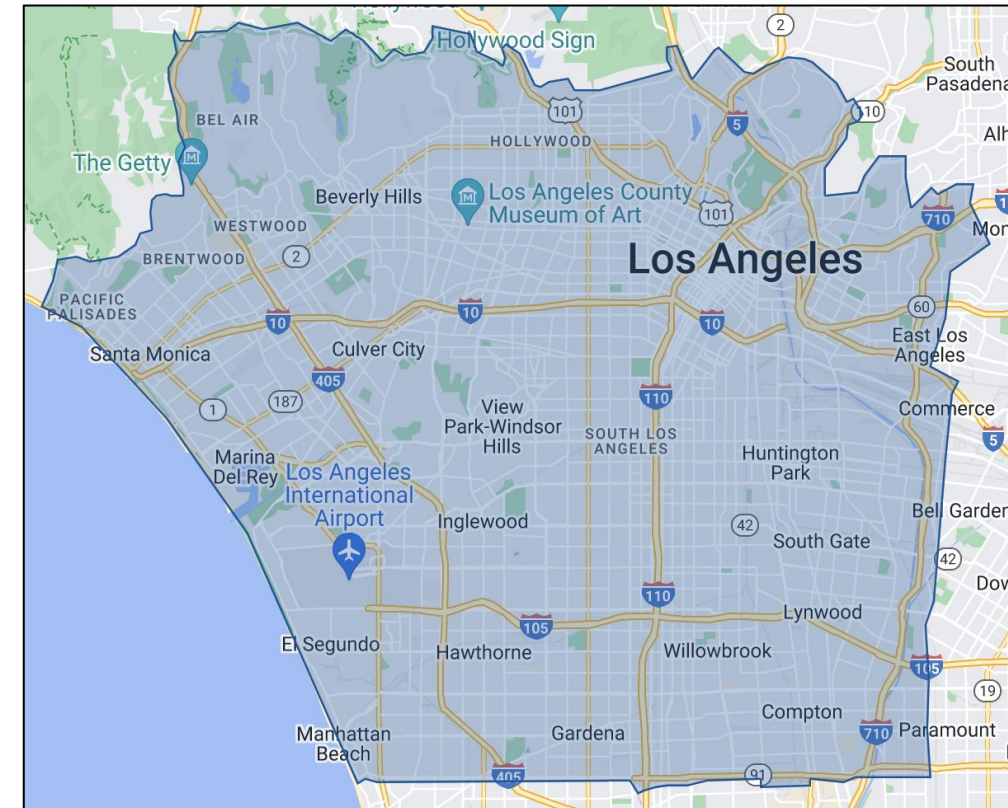 Hollywood Sign
2
South
Pasadena
101
110
5
BEL AIR
HOLLYWOOD
The Getty
Beverly Hills
Los Angeles County
Museum of Art
101
710
WESTWOOD
2
BRENTWOOD
Los Angeles
PACIFIC
PALISADES
10
10
10
60
East Los
Angeles
Santa Monica
Culver City
405
187
1
110
Commerce
5
View
Park-Windsor
Hills
SOUTH LOS
ANGELES
Huntington
Park
Marina
Del Rey
Los Angeles
International
Airport
Inglewood
42
South Gate
Bell Garden
42
110
105
Lynwood
El Segundo
Hawthorne
Willowbrook
105
19
Compton
Manhattan
Beach
Gardena
710
Paramount
405
91